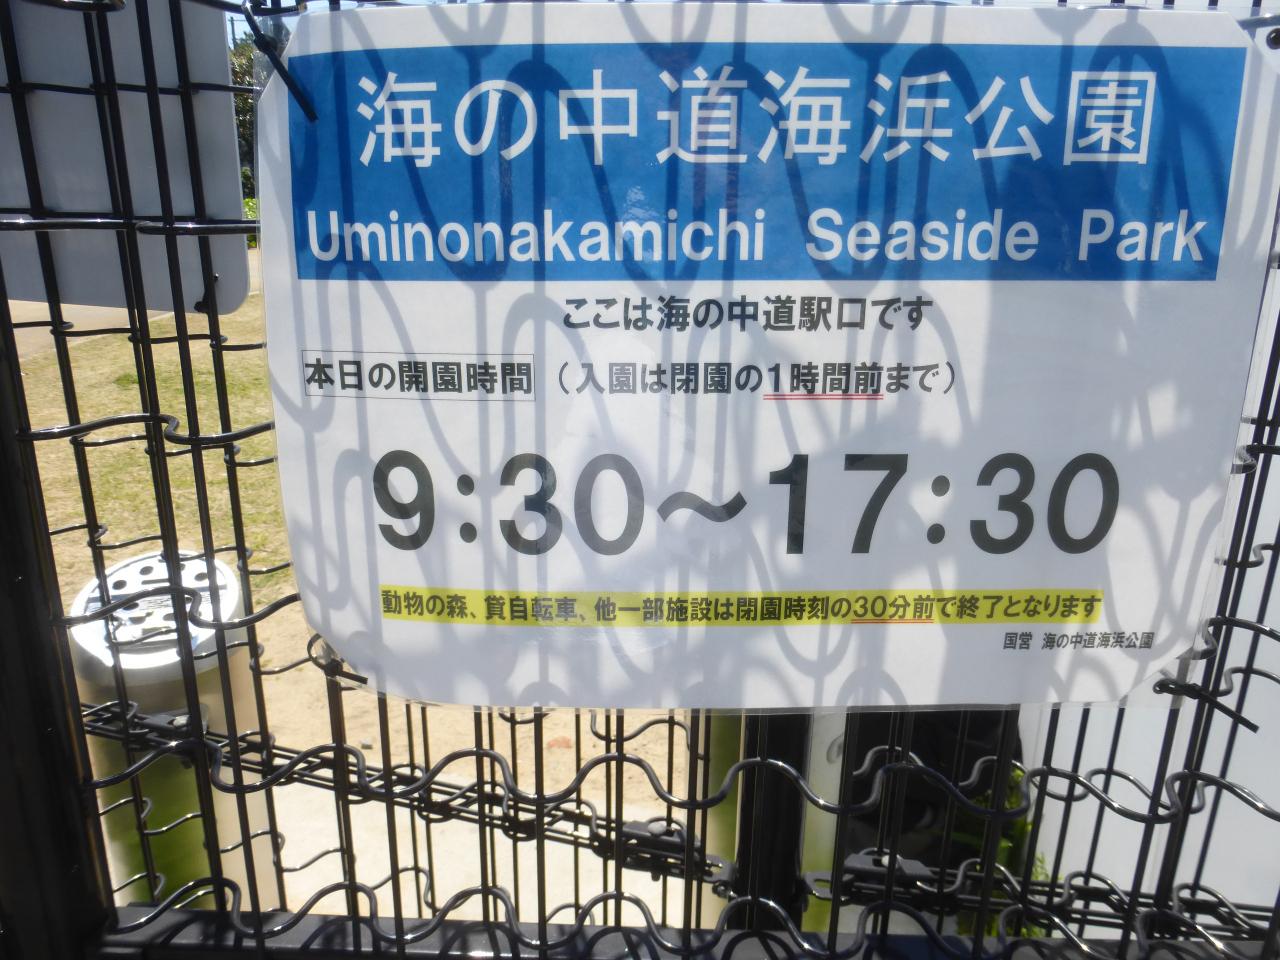 海の中道海浜公園
Uminonakamichi Seaside Park
ここは海の中道駅口です
本日の開園時間（入園は閉園の1時間前まで）
9:30～17:30
動物の森、貸自転車、他一部施設は閉園時刻の30分前で終了となります
国営 海の中道海浜公園